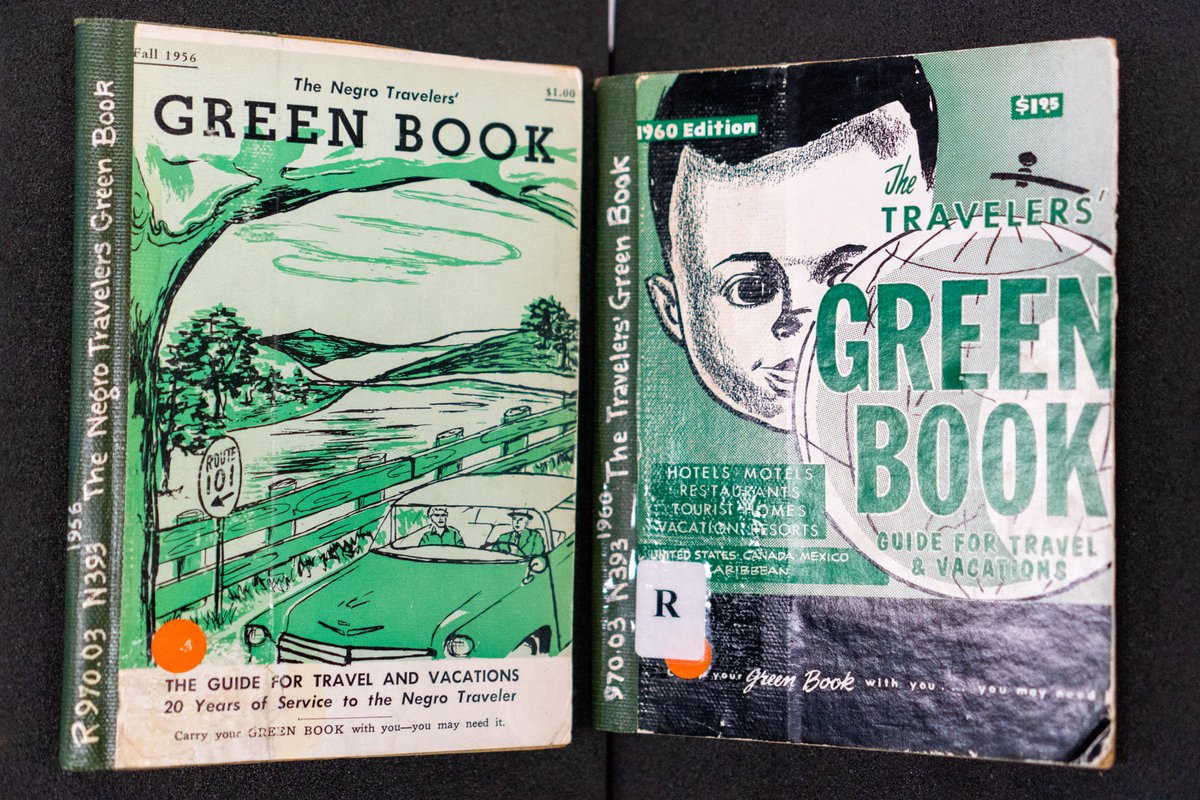 Fall 1956
The Negro Travelers'
$1.00
GREEN BOOK
ROUTE
101
THE GUIDE FOR TRAVEL AND VACATIONS
20 Years of Service to the Negro Traveler
Carry your GREEN BOOK with you—you may need it.
R 970.03 N393 1956 The Negro Travelers Green Book
1960 Edition
$1.95
The
TRAVELERS'
GREEN
BOOK
GUIDE FOR TRAVEL
& VACATIONS
HOTELS MOTELS
RESTAURANTS
TOURIST HOMES
VACATION RESORTS
UNITED STATES CANADA MEXICO
CARIBBEAN
R
your Green Book with you you may need
970.03 N393 1960 The Travelers' Green Book